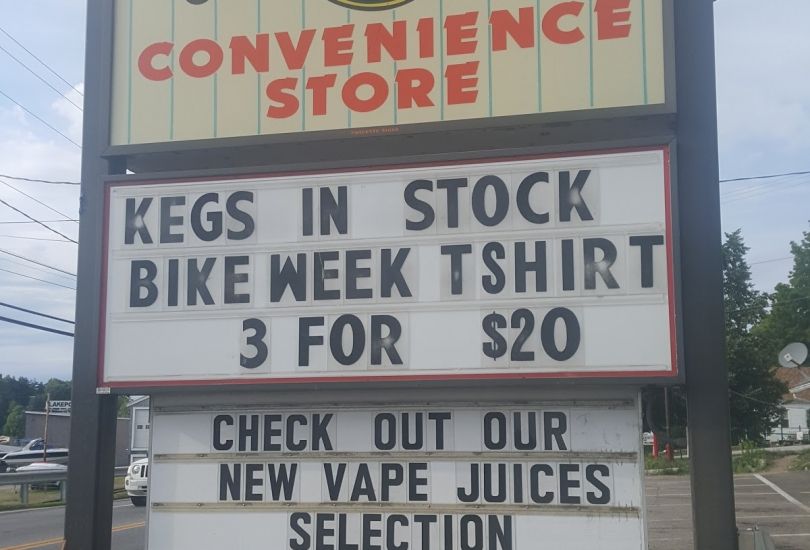 CONVENIENCE
STORE
KEGS IN STOCK
BIKE WEEK TSHIRT
3 FOR $20
CHECK OUT OUR
NEW VAPE JUICES
SELECTION